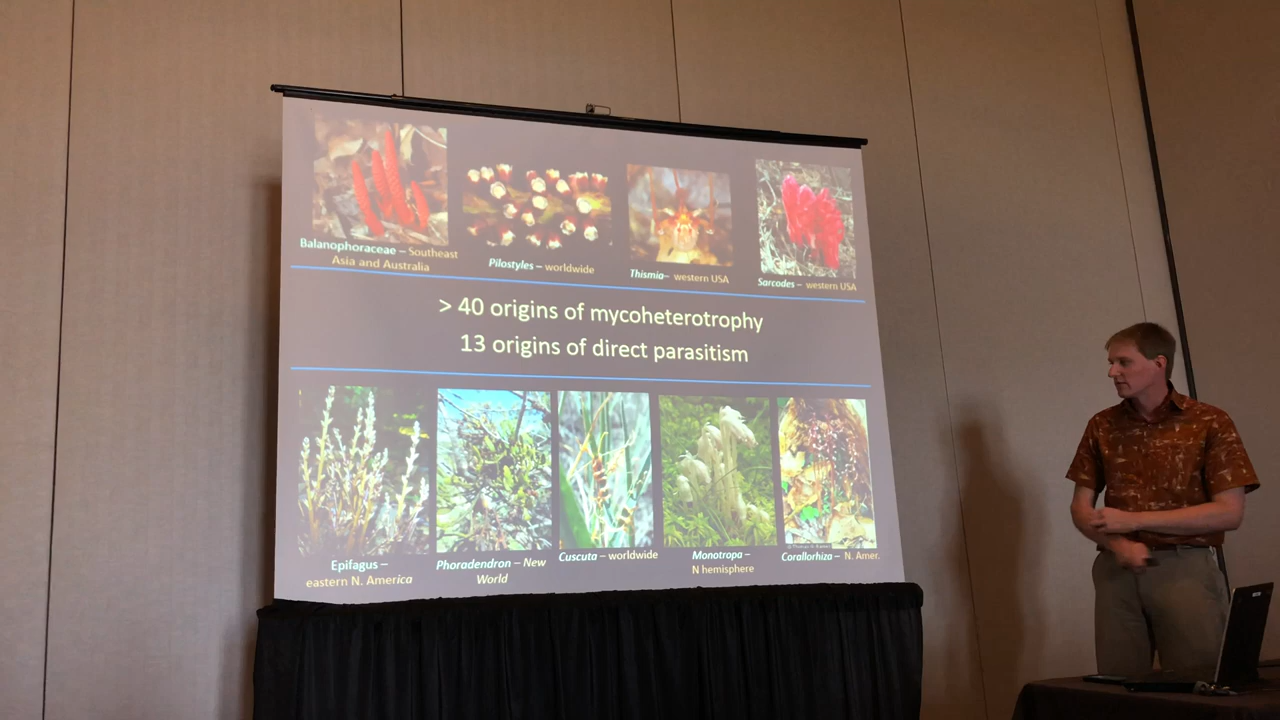 Balanophoraceae – Southeast
Asia and Australia
Pilostyles – worldwide
Thismia– western USA
Sarcodes – western USA
> 40 origins of mycoheterotrophy
13 origins of direct parasitism
Epifagus –
eastern N. America
Phoradendron – New
World
Cuscuta – worldwide
Monotropa –
N hemisphere
Corallorhiza – N. Amer.